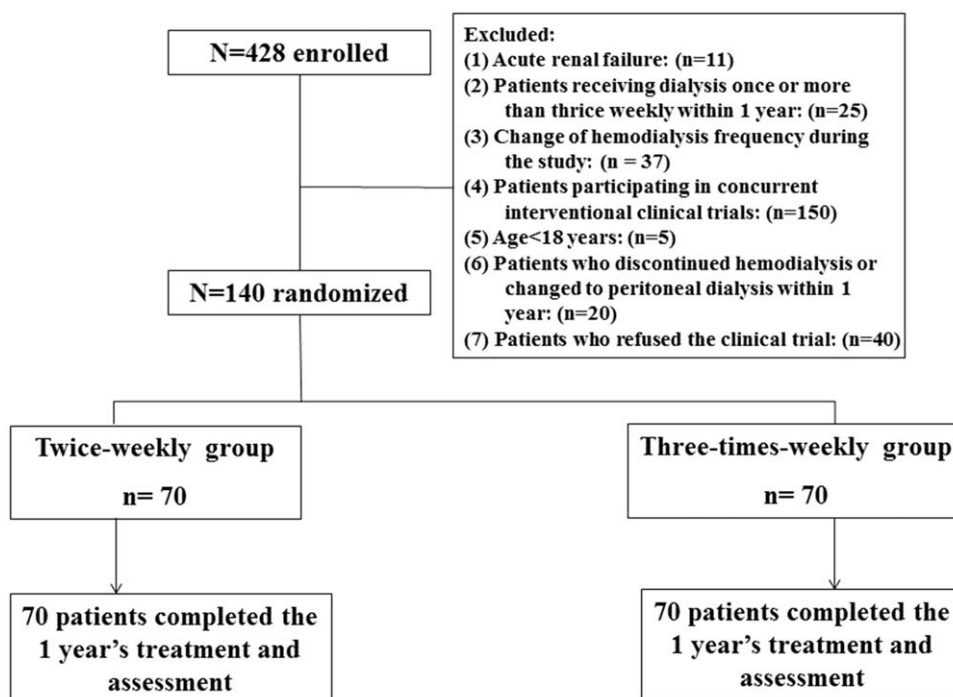 N=428 enrolled
Excluded:
(1) Acute renal failure: (n=11)
(2) Patients receiving dialysis once or more
than thrice weekly within 1 year: (n=25)
(3) Change of hemodialysis frequency during
the study: (n = 37)
(4) Patients participating in concurrent
interventional clinical trials: (n=150)
(5) Age<18 years: (n=5)
(6) Patients who discontinued hemodialysis or
changed to peritoneal dialysis within 1
year: (n=20)
(7) Patients who refused the clinical trial: (n=40)
N=140 randomized
Twice-weekly group
n= 70
Three-times-weekly group
n= 70
70 patients completed the
1 year's treatment and
assessment
70 patients completed the
1 year's treatment and
assessment